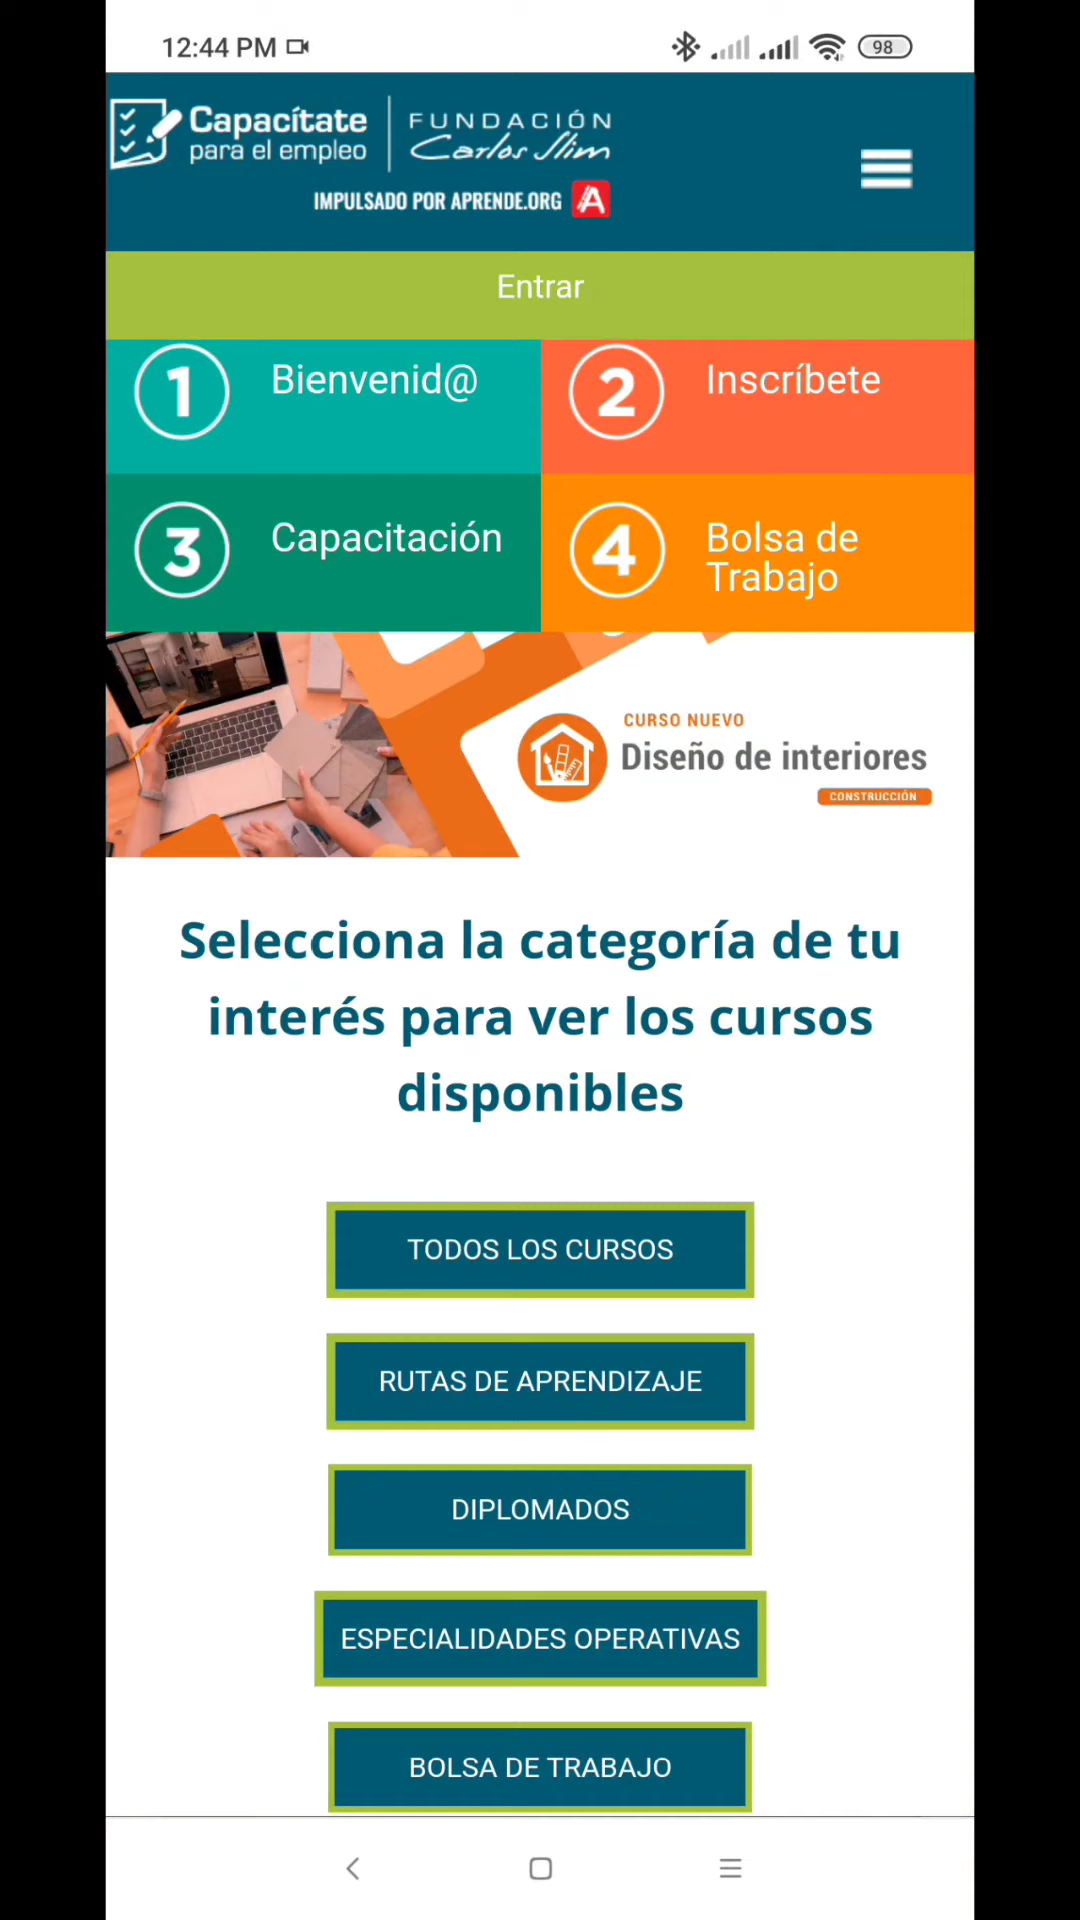 12:44 PM
98
Capacítate
para el empleo
FUNDACIÓN
Carlos Slim
IMPULSADO POR APRENDE.ORG
Entrar
1
Bienvenid@
2
Inscríbete
3
Capacitación
4
Bolsa de
Trabajo
CURSO NUEVO
Diseño de interiores
CONSTRUCCIÓN
Selecciona la categoría de tu
interés para ver los cursos
disponibles
TODOS LOS CURSOS
RUTAS DE APRENDIZAJE
DIPLOMADOS
ESPECIALIDADES OPERATIVAS
BOLSA DE TRABAJO